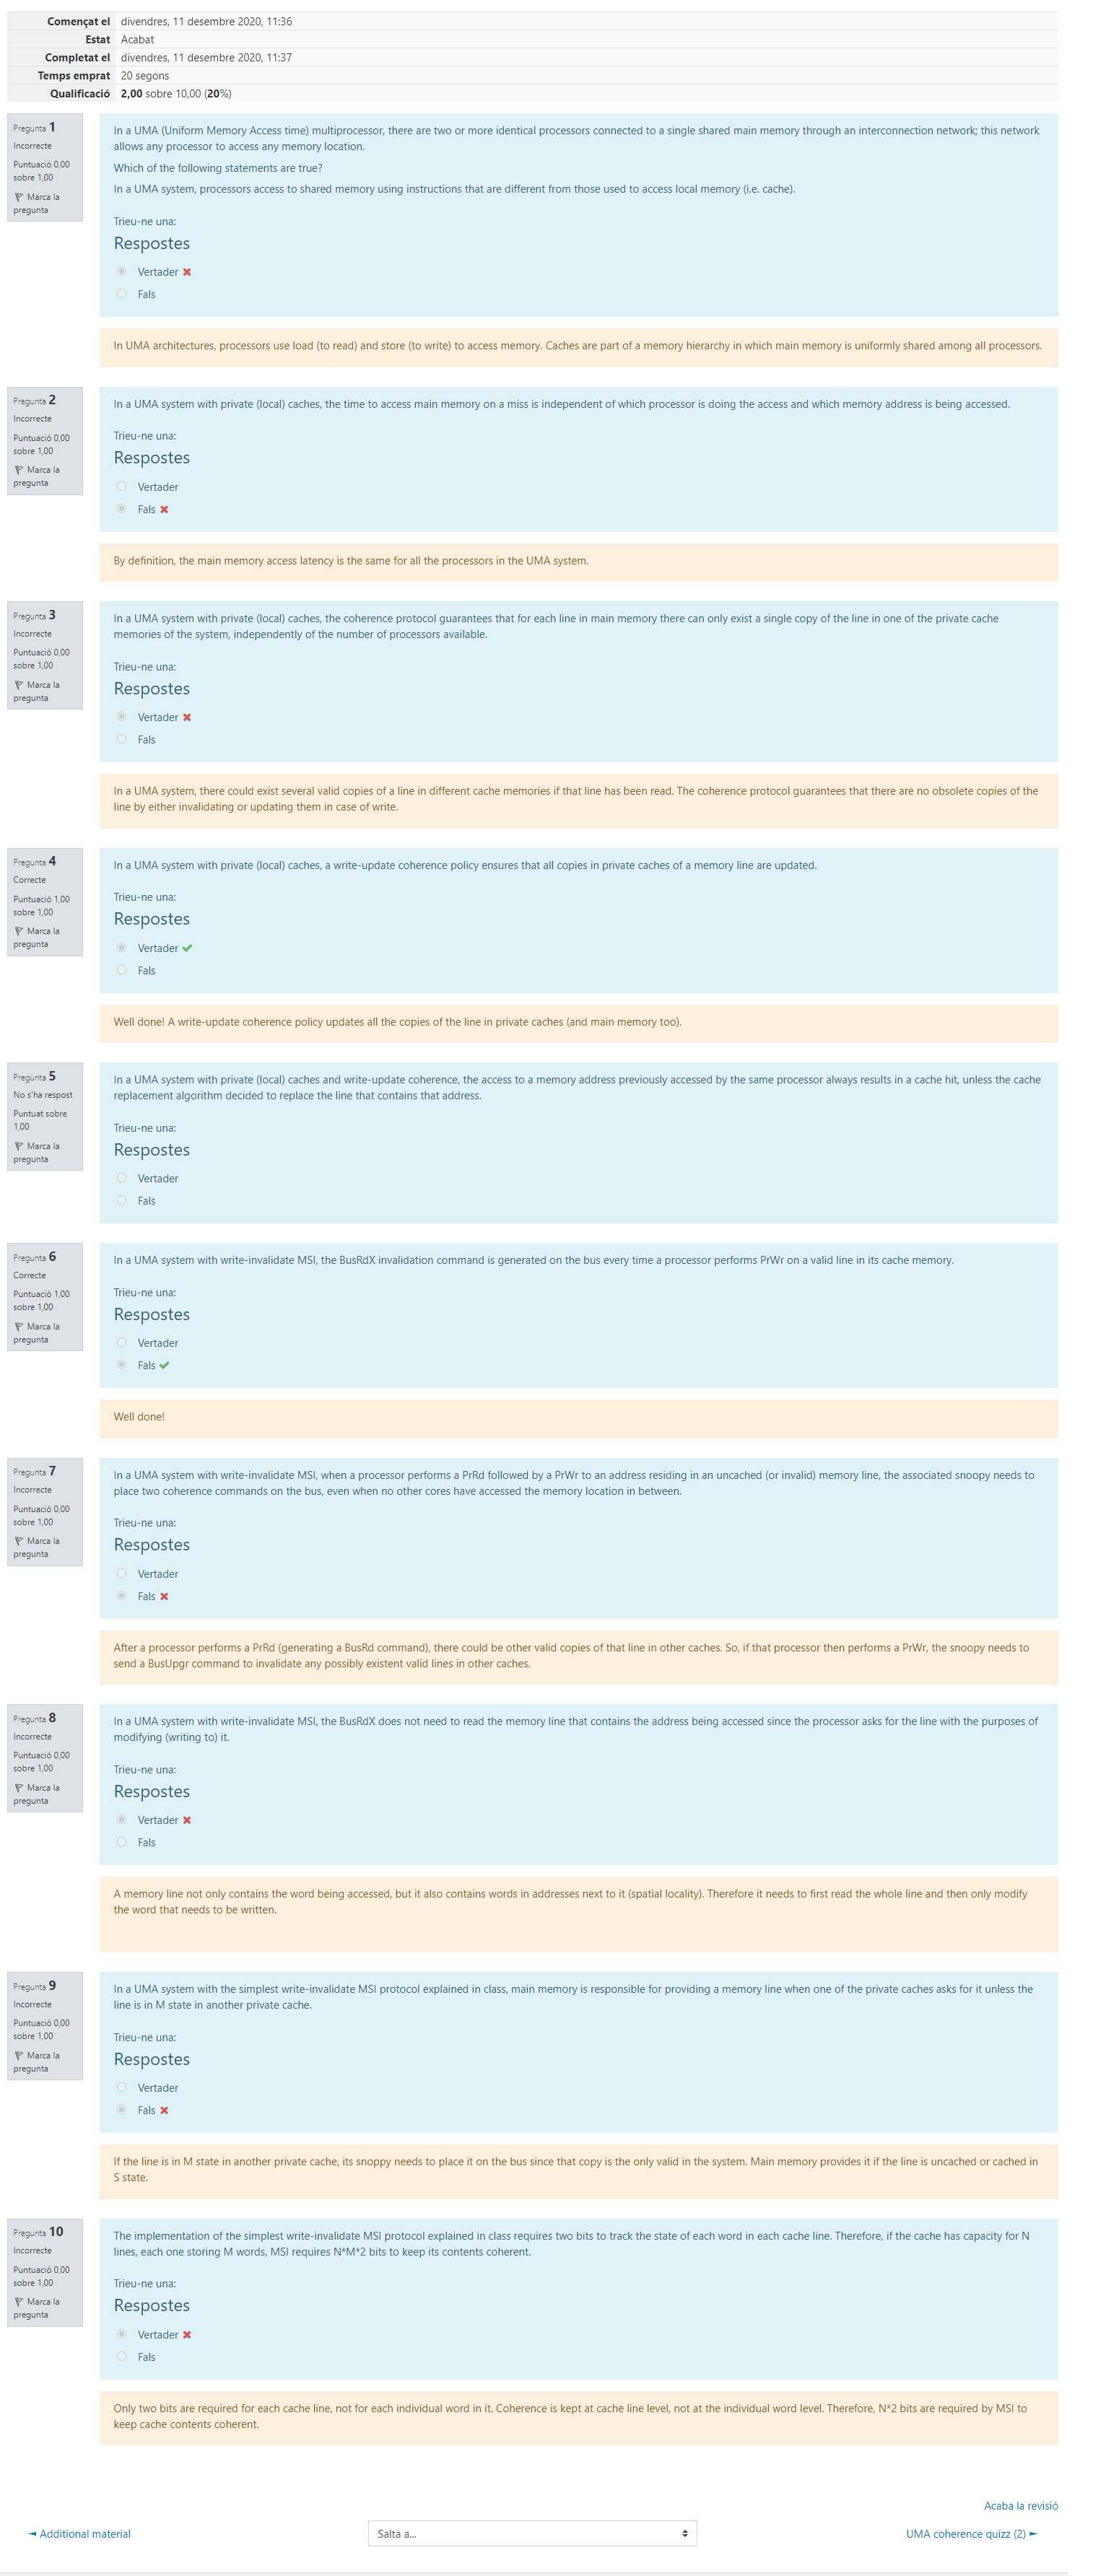 Començat el divendres, 11 desembre 2020, 11:36
Estat Acabat
Completat el divendres, 11 desembre 2020, 11:37
Temps emprat 20 segons
Qualificació 2,00 sobre 10,00 (20%)
Pregunta 1
Incorrecte
Puntuació 0,00
sobre 1,00
Marca la
pregunta
In a UMA (Uniform Memory Access time) multiprocessor, there are two or more identical processors connected to a single shared main memory through an interconnection network; this network
allows any processor to access any memory location.
Which of the following statements are true?
In a UMA system, processors access to shared memory using instructions that are different from those used to access local memory (i.e. cache).
Trieu-ne una:
Respostes
Vertader
Fals
In UMA architectures, processors use load (to read) and store (to write) to access memory. Caches are part of a memory hierarchy in which main memory is uniformly shared among all processors.
Pregunta 2
Incorrecte
Puntuació 0,00
sobre 1,00
Marca la
pregunta
In a UMA system with private (local) caches, the time to access main memory on a miss is independent of which processor is doing the access and which memory address is being accessed.
Trieu-ne una:
Respostes
Vertader
Fals
By definition, the main memory access latency is the same for all the processors in the UMA system.
Pregunta 3
Incorrecte
Puntuació 0,00
sobre 1,00
Marca la
pregunta
In a UMA system with private (local) caches, the coherence protocol guarantees that for each line in main memory there can only exist a single copy of the line in one of the private cache
memories of the system, independently of the number of processors available.
Trieu-ne una:
Respostes
Vertader
Fals
In a UMA system, there could exist several valid copies of a line in different cache memories if that line has been read. The coherence protocol guarantees that there are no obsolete copies of the
line by either invalidating or updating them in case of write.
Pregunta 4
Correcte
Puntuació 1,00
sobre 1,00
Marca la
pregunta
In a UMA system with private (local) caches, a write-update coherence policy ensures that all copies in private caches of a memory line are updated.
Trieu-ne una:
Respostes
Vertader
Fals
Well done! A write-update coherence policy updates all the copies of the line in private caches (and main memory too).
Pregunta 5
No s'ha respost
Puntuat sobre
1,00
Marca la
pregunta
In a UMA system with private (local) caches and write-update coherence, the access to a memory address previously accessed by the same processor always results in a cache hit, unless the cache
replacement algorithm decided to replace the line that contains that address.
Trieu-ne una:
Respostes
Vertader
Fals
Pregunta 6
Correcte
Puntuació 1,00
sobre 1,00
Marca la
pregunta
In a UMA system with write-invalidate MSI, the BusRdX invalidation command is generated on the bus every time a processor performs PrWr on a valid line in its cache memory.
Trieu-ne una:
Respostes
Vertader
Fals
Well done!
Pregunta 7
Incorrecte
Puntuació 0,00
sobre 1,00
Marca la
pregunta
In a UMA system with write-invalidate MSI, when a processor performs a PrRd followed by a PrWr to an address residing in an uncached (or invalid) memory line, the associated snoopy needs to
place two coherence commands on the bus, even when no other cores have accessed the memory location in between.
Trieu-ne una:
Respostes
Vertader
Fals
After a processor performs a PrRd (generating a BusRd command), there could be other valid copies of that line in other caches. So, if that processor then performs a PrWr, the snoopy needs to
send a BusUpgr command to invalidate any possibly existent valid lines in other caches.
Pregunta 8
Incorrecte
Puntuació 0,00
sobre 1,00
Marca la
pregunta
In a UMA system with write-invalidate MSI, the BusRdX does not need to read the memory line that contains the address being accessed since the processor asks for the line with the purposes of
modifying (writing to) it.
Trieu-ne una:
Respostes
Vertader
Fals
A memory line not only contains the word being accessed, but it also contains words in addresses next to it (spatial locality). Therefore it needs to first read the whole line and then only modify
the word that needs to be written.
Pregunta 9
Incorrecte
Puntuació 0,00
sobre 1,00
Marca la
pregunta
In a UMA system with the simplest write-invalidate MSI protocol explained in class, main memory is responsible for providing a memory line when one of the private caches asks for it unless the
line is in M state in another private cache.
Trieu-ne una:
Respostes
Vertader
Fals
If the line is in M state in another private cache, its snoppy needs to place it on the bus since that copy is the only valid in the system. Main memory provides it if the line is uncached or cached in
S state.
Pregunta 10
Incorrecte
Puntuació 0,00
sobre 1,00
Marca la
pregunta
The implementation of the simplest write-invalidate MSI protocol explained in class requires two bits to track the state of each word in each cache line. Therefore, if the cache has capacity for N
lines, each one storing M words, MSI requires N*M*2 bits to keep its contents coherent.
Trieu-ne una:
Respostes
Vertader
Fals
Only two bits are required for each cache line, not for each individual word in it. Coherence is kept at cache line level, not at the individual word level. Therefore, N*2 bits are required by MSI to
keep cache contents coherent.
Acaba la revisió
◄ Additional material
Salta a...
UMA coherence quizz (2) ►